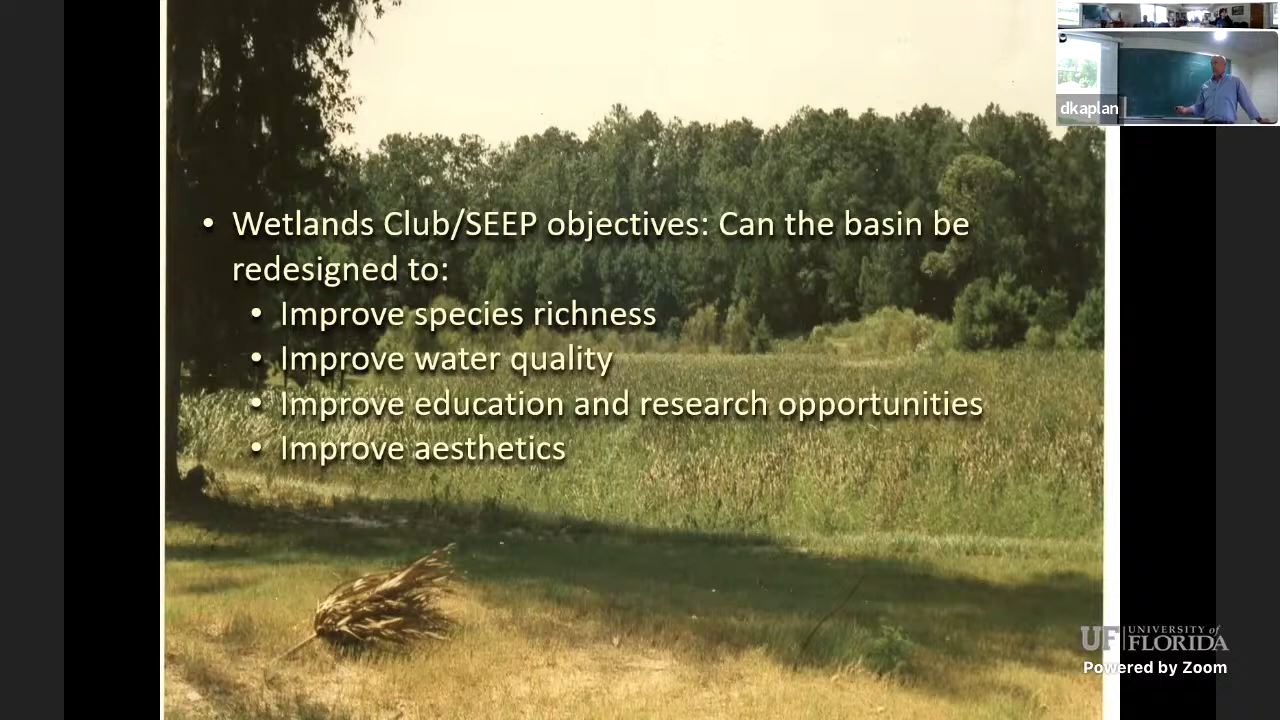 dkaplan
• Wetlands Club/SEEP objectives: Can the basin be
redesigned to:
• Improve species richness
• Improve water quality
• Improve education and research opportunities
• Improve aesthetics
UF UNIVERSITY of
FLORIDA
Powered by Zoom